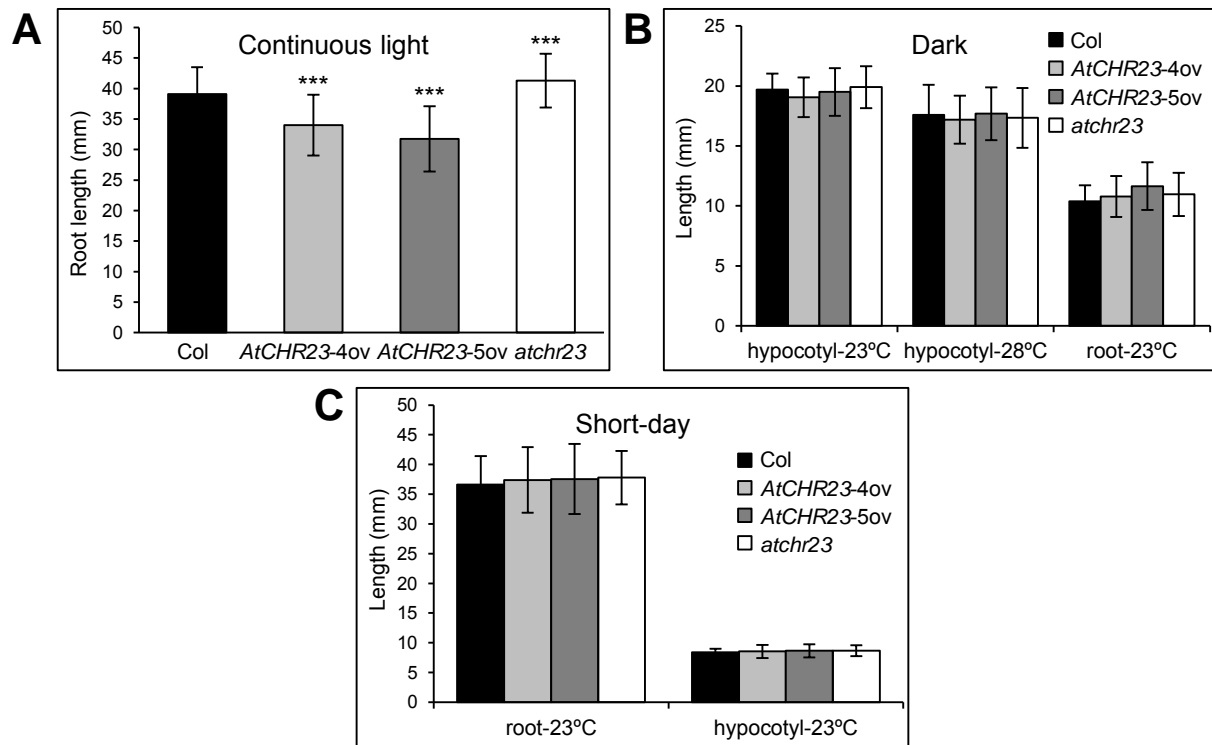 A
Continuous light
Root length (mm)
50
45
40
35
30
25
20
15
10
5
0
***
***
***
Col
AtCHR23-4ov
AtCHR23-5ov
atchr23
B
Dark
Length (mm)
25
20
15
10
5
0
Col
AtCHR23-4ov
AtCHR23-5ov
atchr23
hypocotyl-23ºC
hypocotyl-28ºC
root-23ºC
C
Short-day
Length (mm)
50
45
40
35
30
25
20
15
10
5
0
Col
AtCHR23-4ov
AtCHR23-5ov
atchr23
root-23ºC
hypocotyl-23ºC